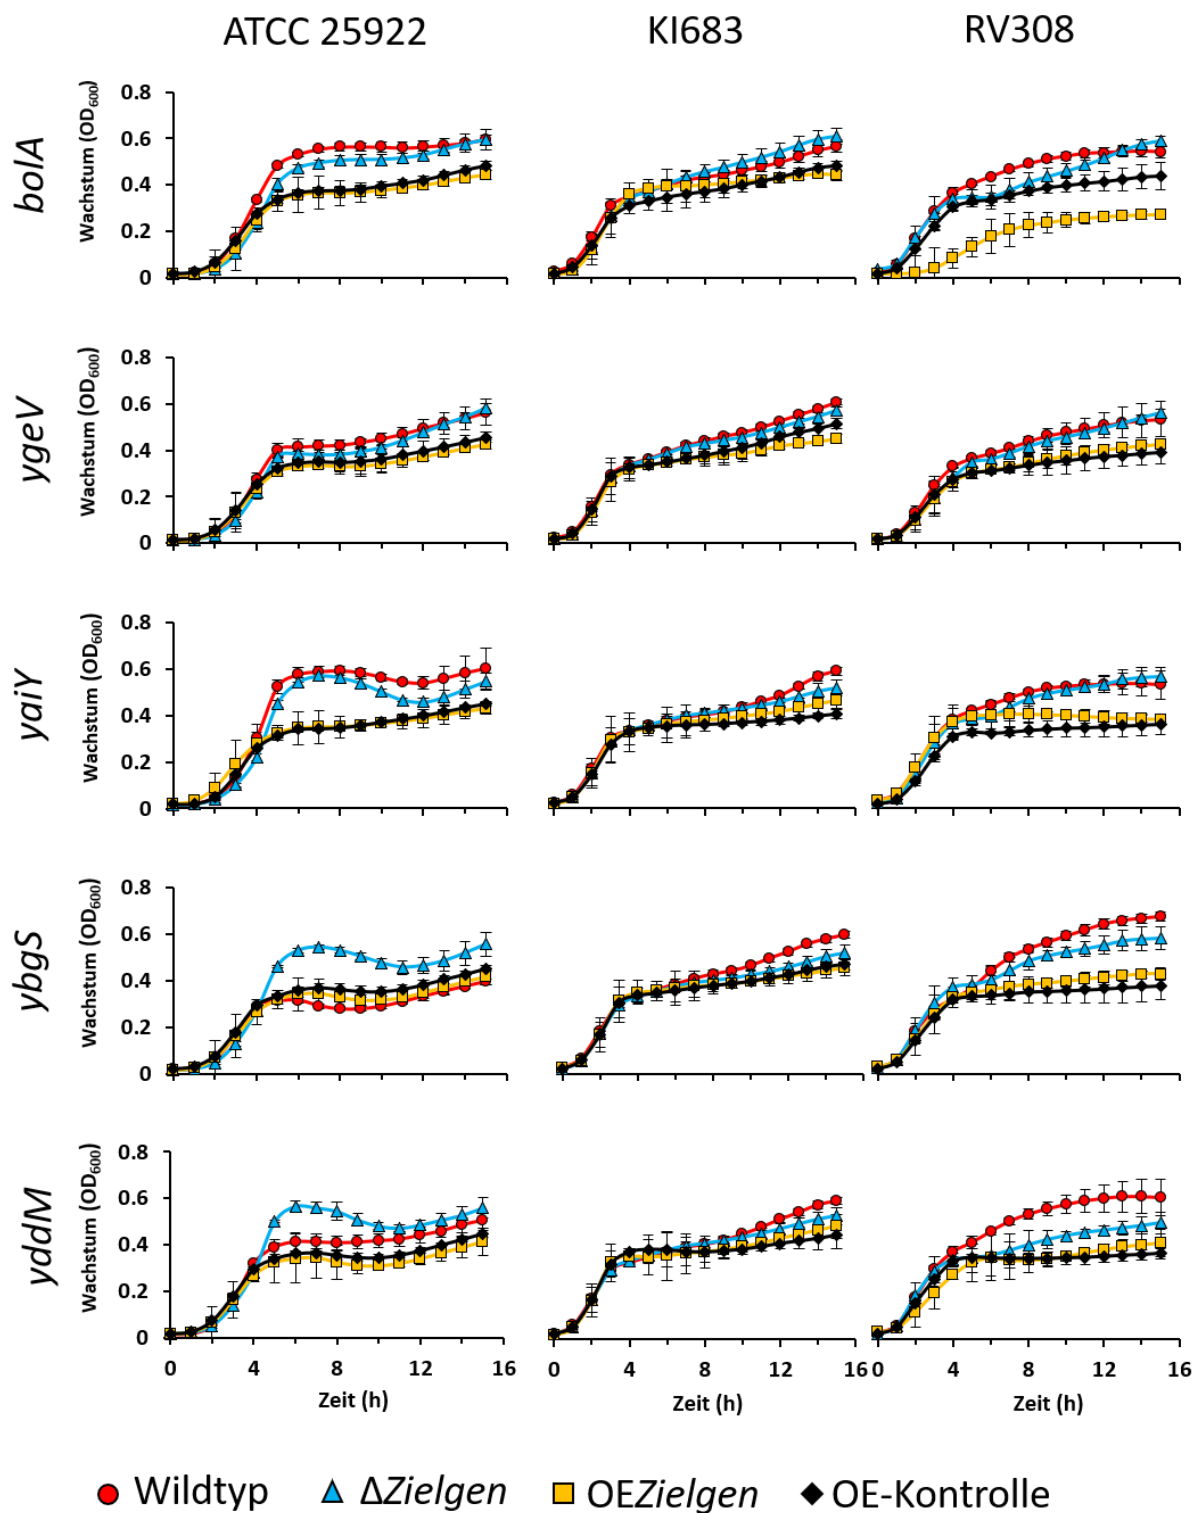 ATCC 25922 KI683 RV308
bolA
Wachstum (OD600)
0.8
0.6
0.4
0.2
0
ygeV
Wachstum (OD600)
0.8
0.6
0.4
0.2
0
yaiY
Wachstum (OD600)
0.8
0.6
0.4
0.2
0
ybgS
Wachstum (OD600)
0.8
0.6
0.4
0.2
0
yddM
Wachstum (OD600)
0.8
0.6
0.4
0.2
0
0 4 8 12 16 0 4 8 12 16 0 4 8 12 16
Zeit (h) Zeit (h) Zeit (h)
Wildtyp ΔZielgen OEZielgen OE-Kontrolle